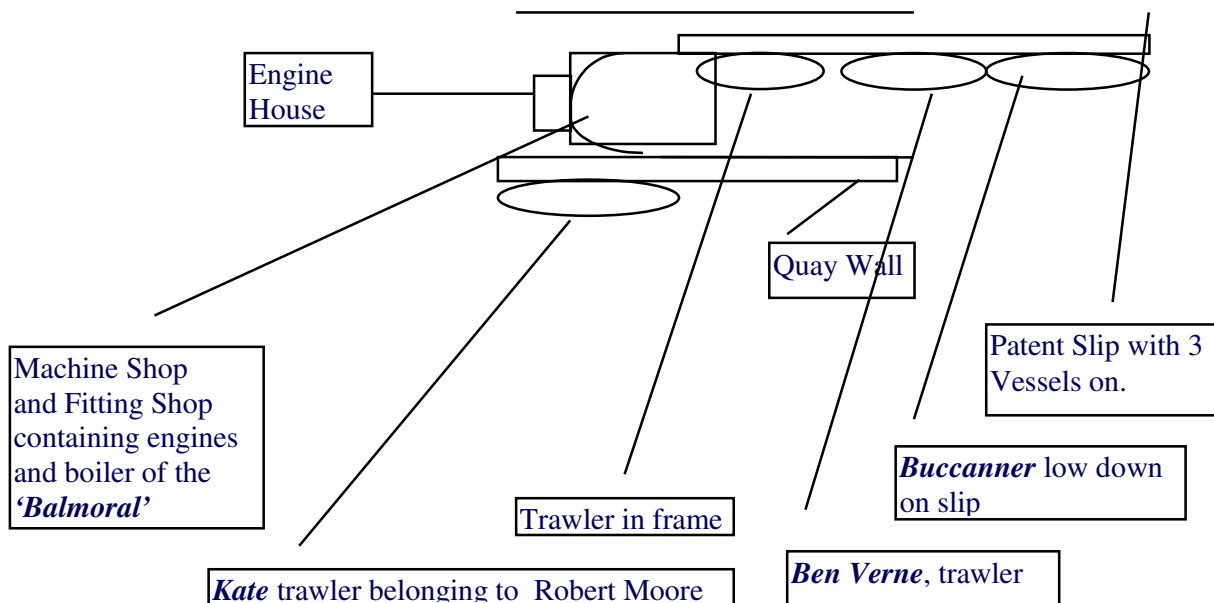 Engine
House
Quay Wall
Machine Shop
and Fitting Shop
containing engines
and boiler of the
‘Balmoral’
Patent Slip with 3
Vessels on.
Buccanner low down
on slip
Trawler in frame
Ben Verne, trawler
Kate trawler belonging to Robert Moore